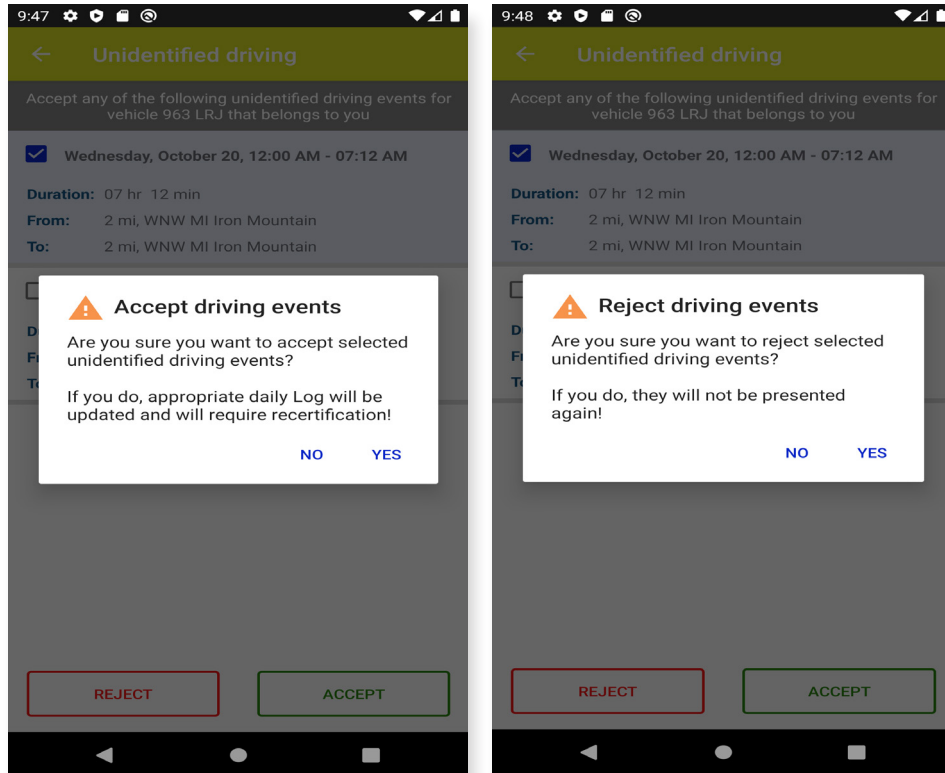 9:47
Unidentified driving
Accept any of the following unidentified driving events for
vehicle 963 LRJ that belongs to you
Wednesday, October 20, 12:00 AM - 07:12 AM
Duration: 07 hr 12 min
From: 2 mi, WNW MI Iron Mountain
To: 2 mi, WNW MI Iron Mountain
Accept driving events
Are you sure you want to accept selected
unidentified driving events?
If you do, appropriate daily Log will be
updated and will require recertification!
NO YES
REJECT ACCEPT
9:48
Unidentified driving
Accept any of the following unidentified driving events for
vehicle 963 LRJ that belongs to you
Wednesday, October 20, 12:00 AM - 07:12 AM
Duration: 07 hr 12 min
From: 2 mi, WNW MI Iron Mountain
To: 2 mi, WNW MI Iron Mountain
Reject driving events
Are you sure you want to reject selected
unidentified driving events?
If you do, they will not be presented
again!
NO YES
REJECT ACCEPT